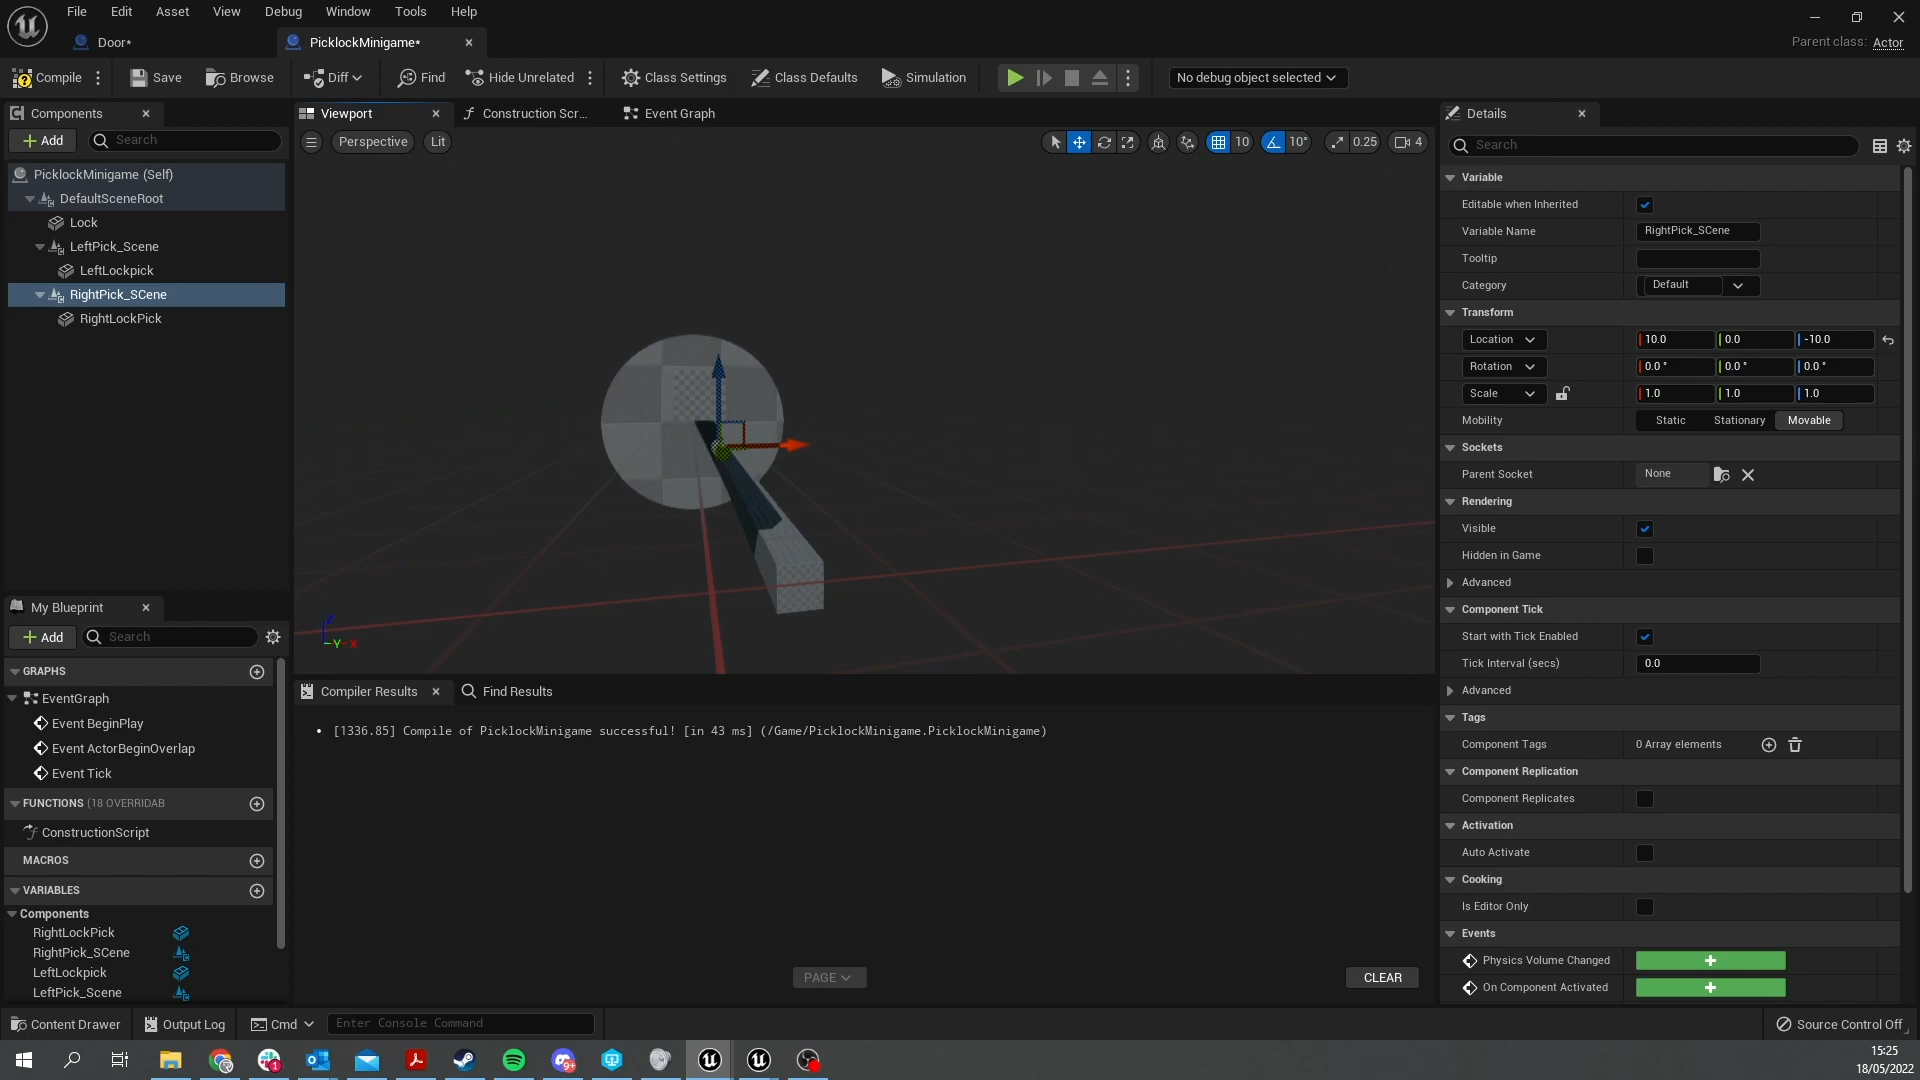 File Edit Asset View Debug Window Tools Help
Door*
PicklockMinigame*
Parent class: Actor
Compile
Save
Browse
Diff
Find
Hide Unrelated
Class Settings
Class Defaults
Simulation
No debug object selected
Components
Add
Search
PicklockMinigame (Self)
DefaultSceneRoot
Lock
LeftPick_Scene
LeftLockpick
RightPick_SCene
RightLockPick
Viewport
Construction Scr...
Event Graph
Perspective
Lit
10
10°
0.25
4
Z
Y
X
My Blueprint
Add
Search
GRAPHS
EventGraph
Event BeginPlay
Event ActorBeginOverlap
Event Tick
FUNCTIONS (18 OVERRIDAB
ConstructionScript
MACROS
VARIABLES
Components
RightLockPick
RightPick_SCene
LeftLockpick
LeftPick_Scene
Compiler Results
Find Results
[1336.85] Compile of PicklockMinigame successful! [in 43 ms] (/Game/PicklockMinigame.PicklockMinigame)
PAGE
CLEAR
Details
Search
Variable
Editable when Inherited
Variable Name RightPick_SCene
Tooltip
Category Default
Transform
Location 10.0 0.0 -10.0
Rotation 0.0° 0.0° 0.0°
Scale 1.0 1.0 1.0
Mobility Static Stationary Movable
Sockets
Parent Socket None
Rendering
Visible
Hidden in Game
Advanced
Component Tick
Start with Tick Enabled
Tick Interval (secs) 0.0
Advanced
Tags
Component Tags 0 Array elements
Component Replication
Component Replicates
Activation
Auto Activate
Cooking
Is Editor Only
Events
Physics Volume Changed
On Component Activated
Content Drawer
Output Log
Cmd
Enter Console Command
Source Control Off
1
9+
15:25
18/05/2022